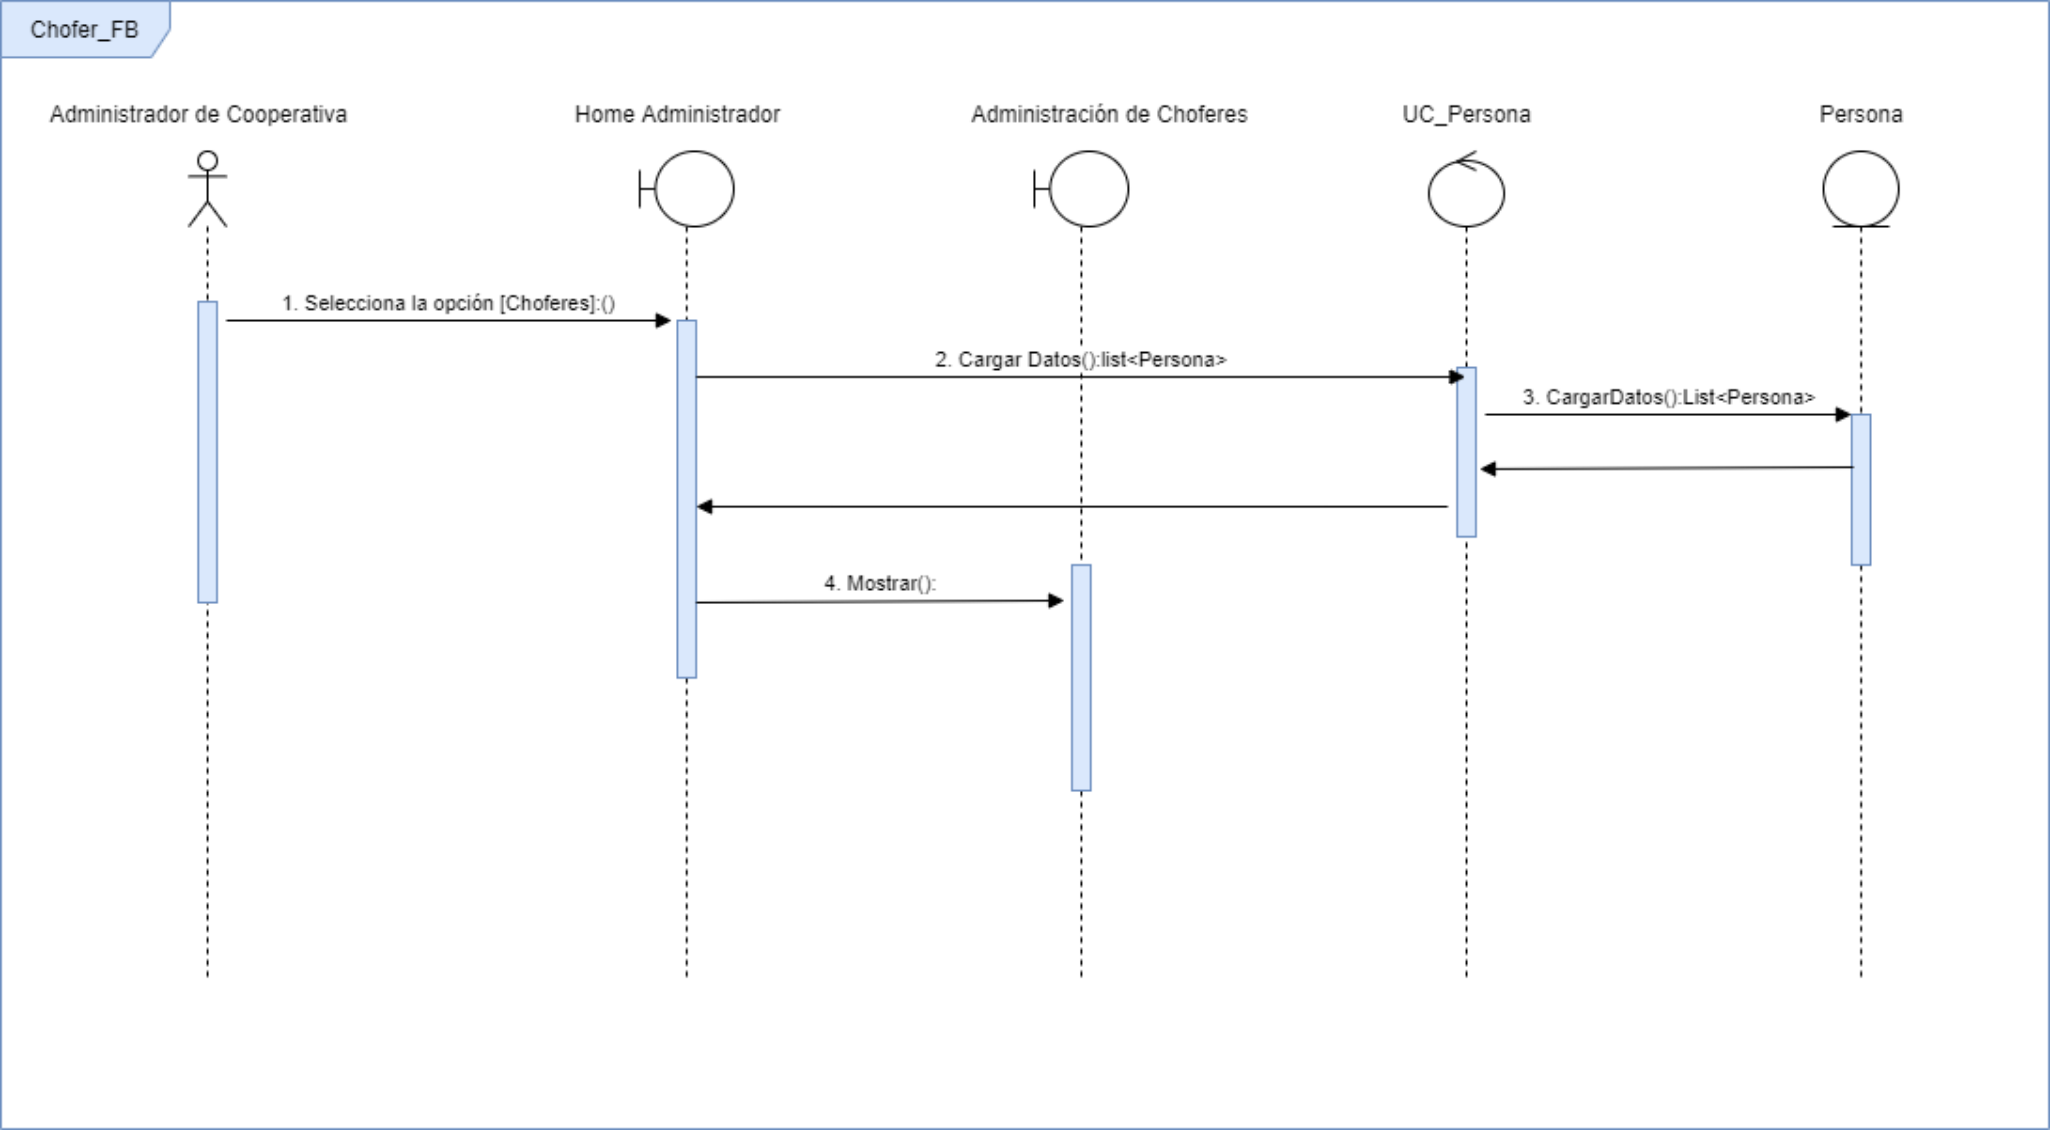 Chofer_FB
Administrador de Cooperativa
Home Administrador
Administración de Choferes
UC_Persona
Persona
1. Selecciona la opción [Choferes]:()
2. Cargar Datos():list<Persona>
3. CargarDatos():List<Persona>
4. Mostrar():